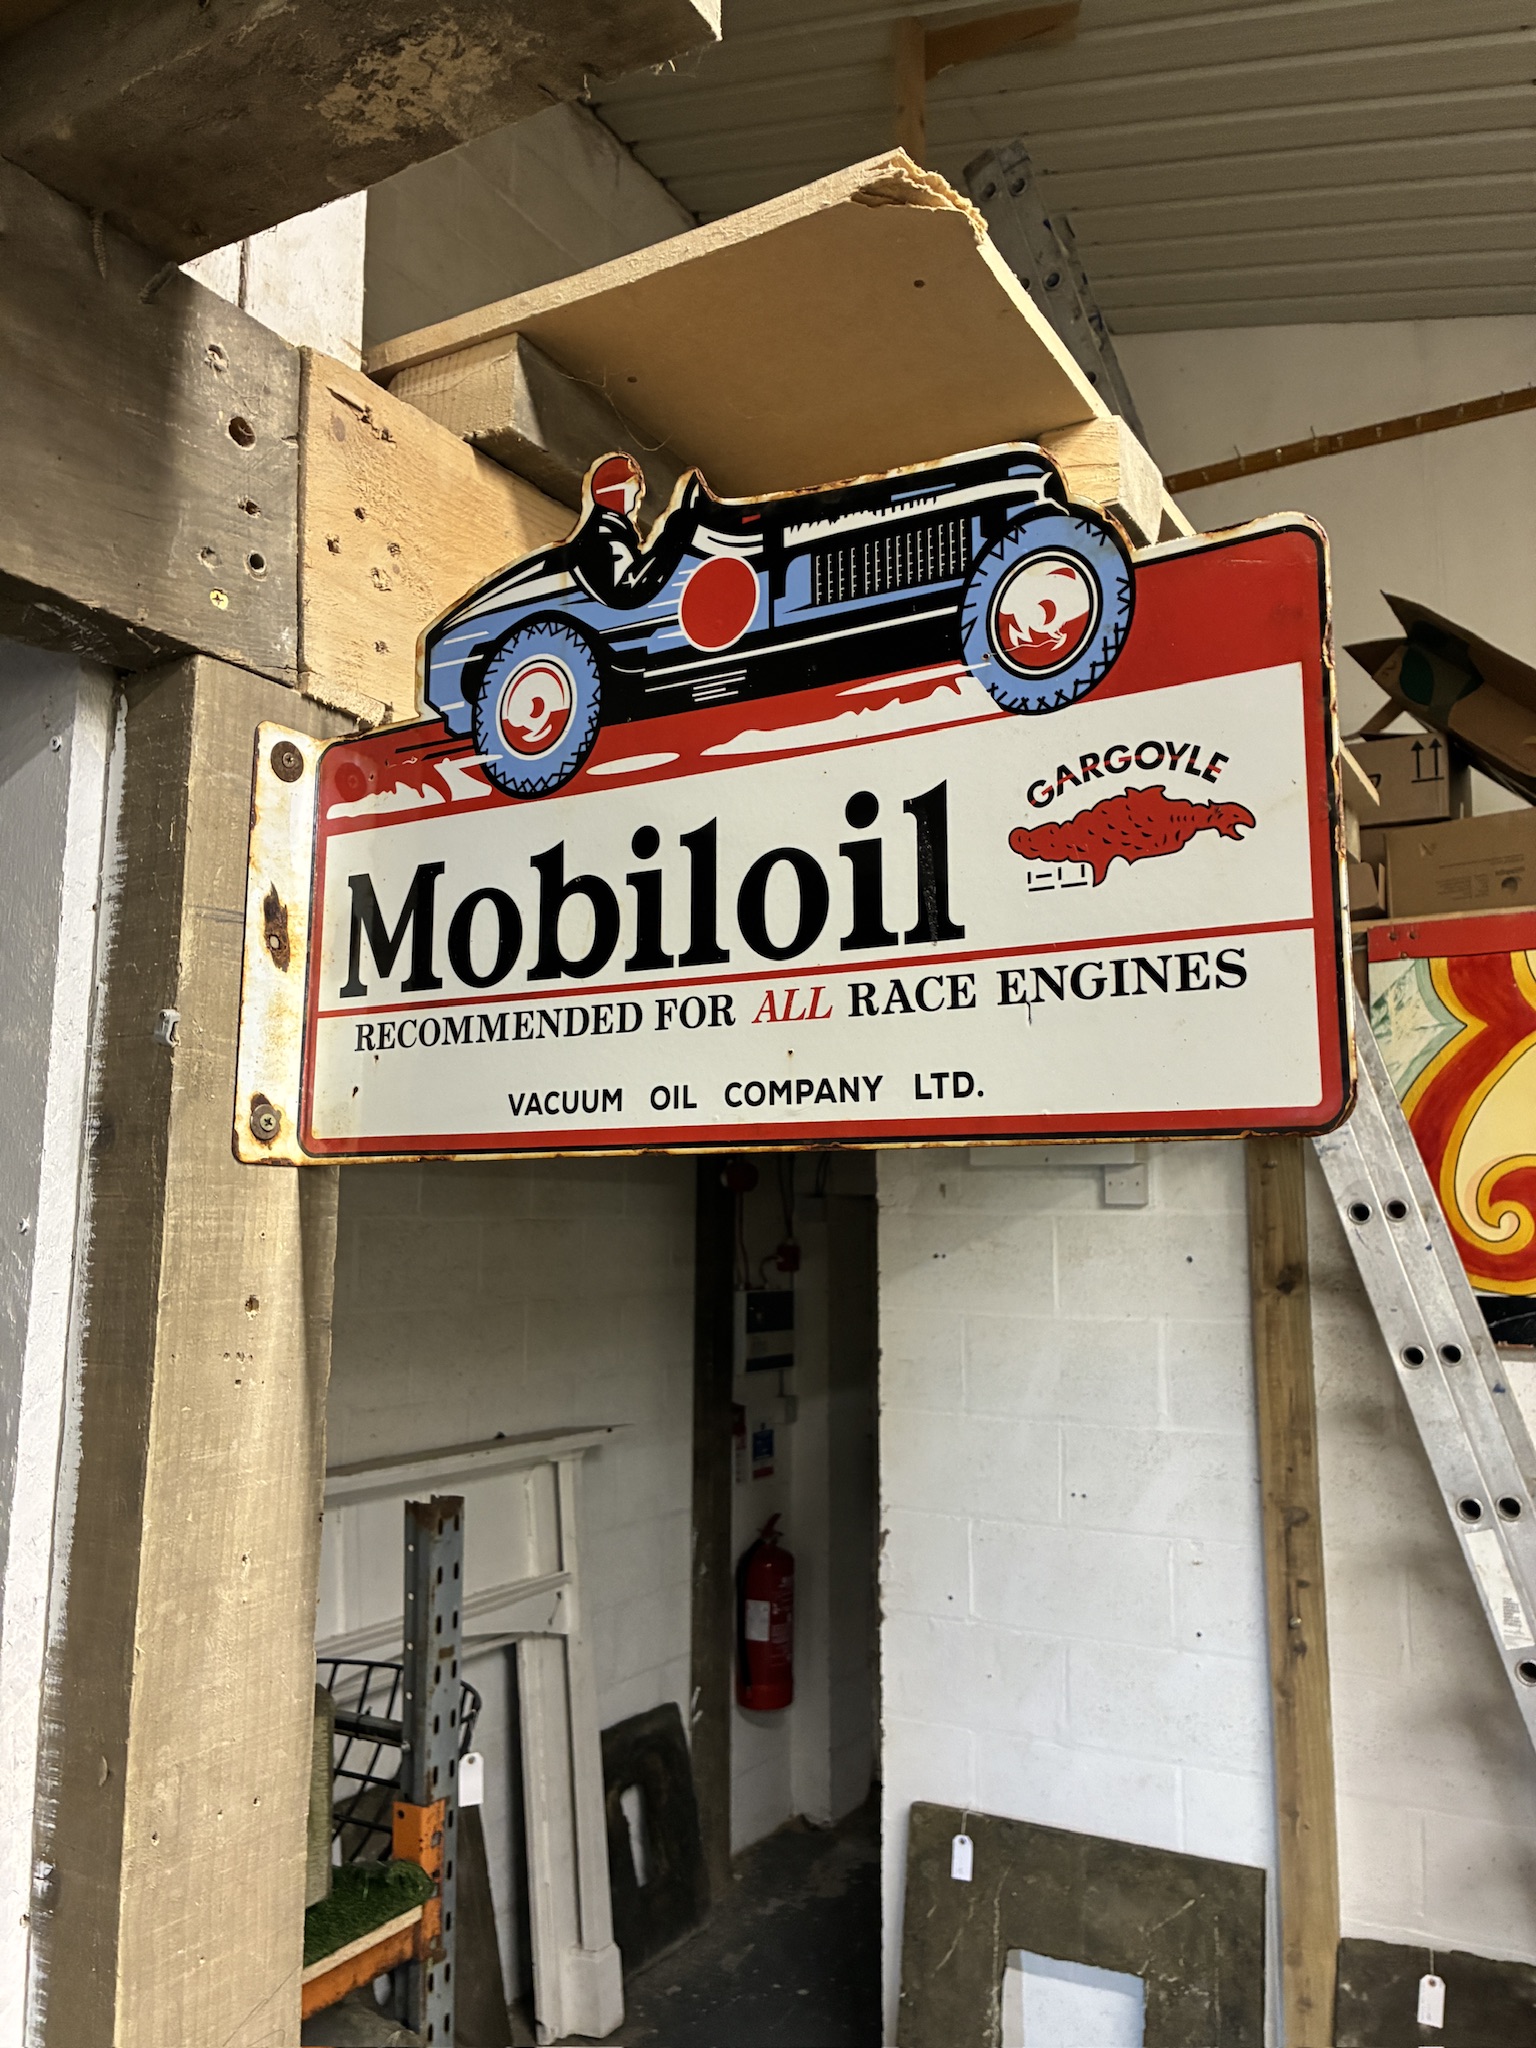 GARGOYLE
Mobiloil
RECOMMENDED FOR ALL RACE ENGINES
VACUUM OIL COMPANY LTD.